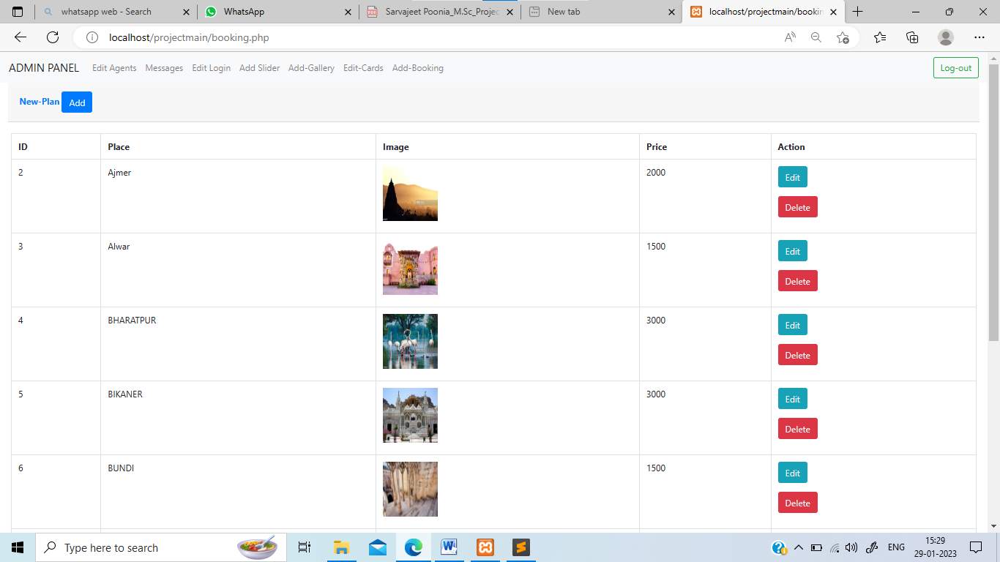 whatsapp web - Search
WhatsApp
Sarvajeet Poonia_M.Sc_Projec
New tab
localhost/projectmain/bookin
localhost/projectmain/booking.php
ADMIN PANEL Edit Agents Messages Edit Login Add Slider Add-Gallery Edit-Cards Add-Booking Log-out
New-Plan Add
ID Place Image Price Action
2 Ajmer 2000 Edit
Delete
3 Alwar 1500 Edit
Delete
4 BHARATPUR 3000 Edit
Delete
5 BIKANER 3000 Edit
Delete
6 BUNDI 1500 Edit
Delete
Type here to search
ENG
15:29
29-01-2023